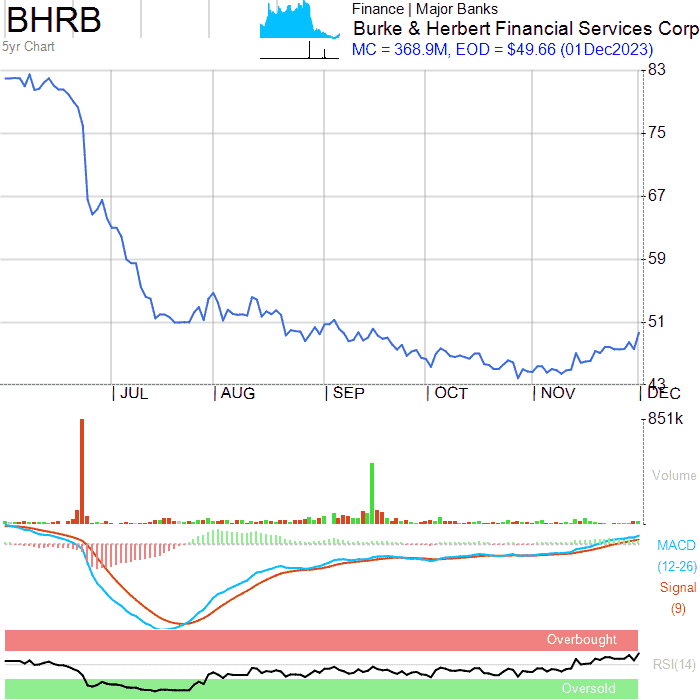 BHRB
5yr Chart
Finance | Major Banks
Burke & Herbert Financial Services Corp
MC = 368.9M, EOD = $49.66 (01Dec2023)
83
75
67
59
51
43
JUL AUG SEP OCT NOV DEC
851k
Volume
MACD
(12-26)
Signal
(9)
Overbought
RSI(14)
Oversold